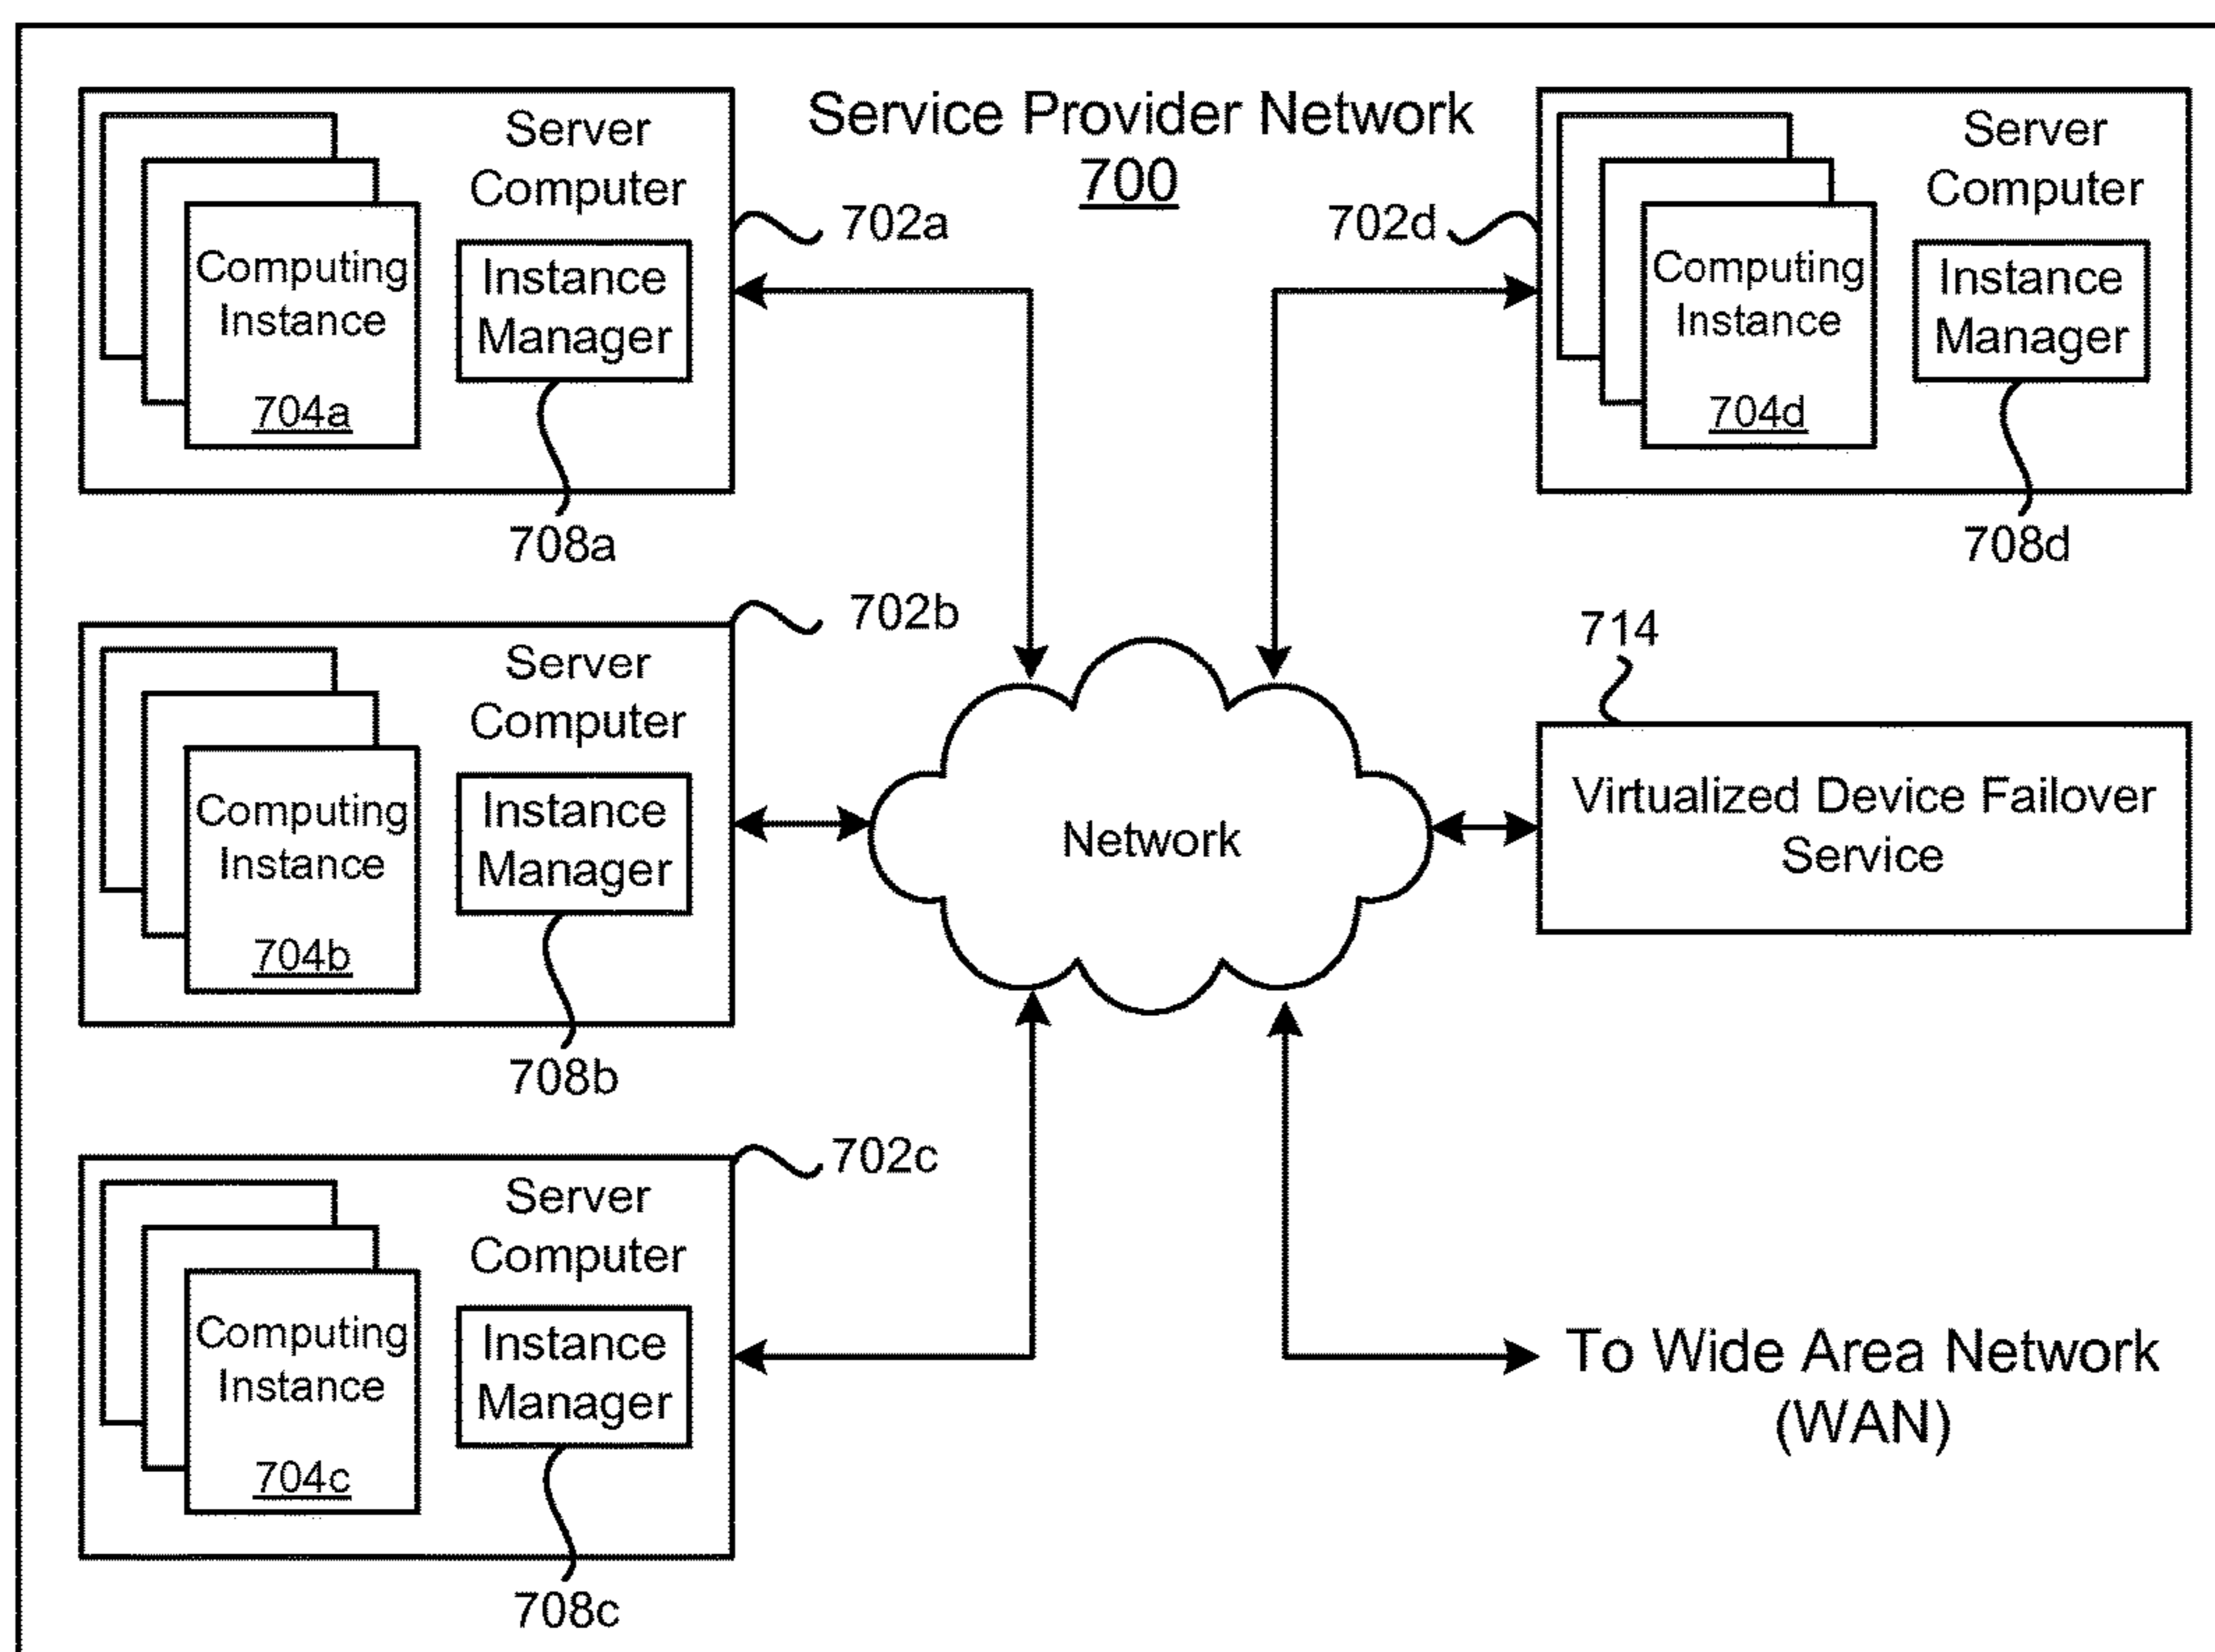 Service Provider Network
700
Server
Computer
702a
Computing
Instance
704a
Instance
Manager
708a
702d
Server
Computer
Computing
Instance
704d
Instance
Manager
708d
702b
Server
Computer
Computing
Instance
704b
Instance
Manager
708b
Network
714
Virtualized Device Failover
Service
702c
Server
Computer
Computing
Instance
704c
Instance
Manager
708c
To Wide Area Network
(WAN)